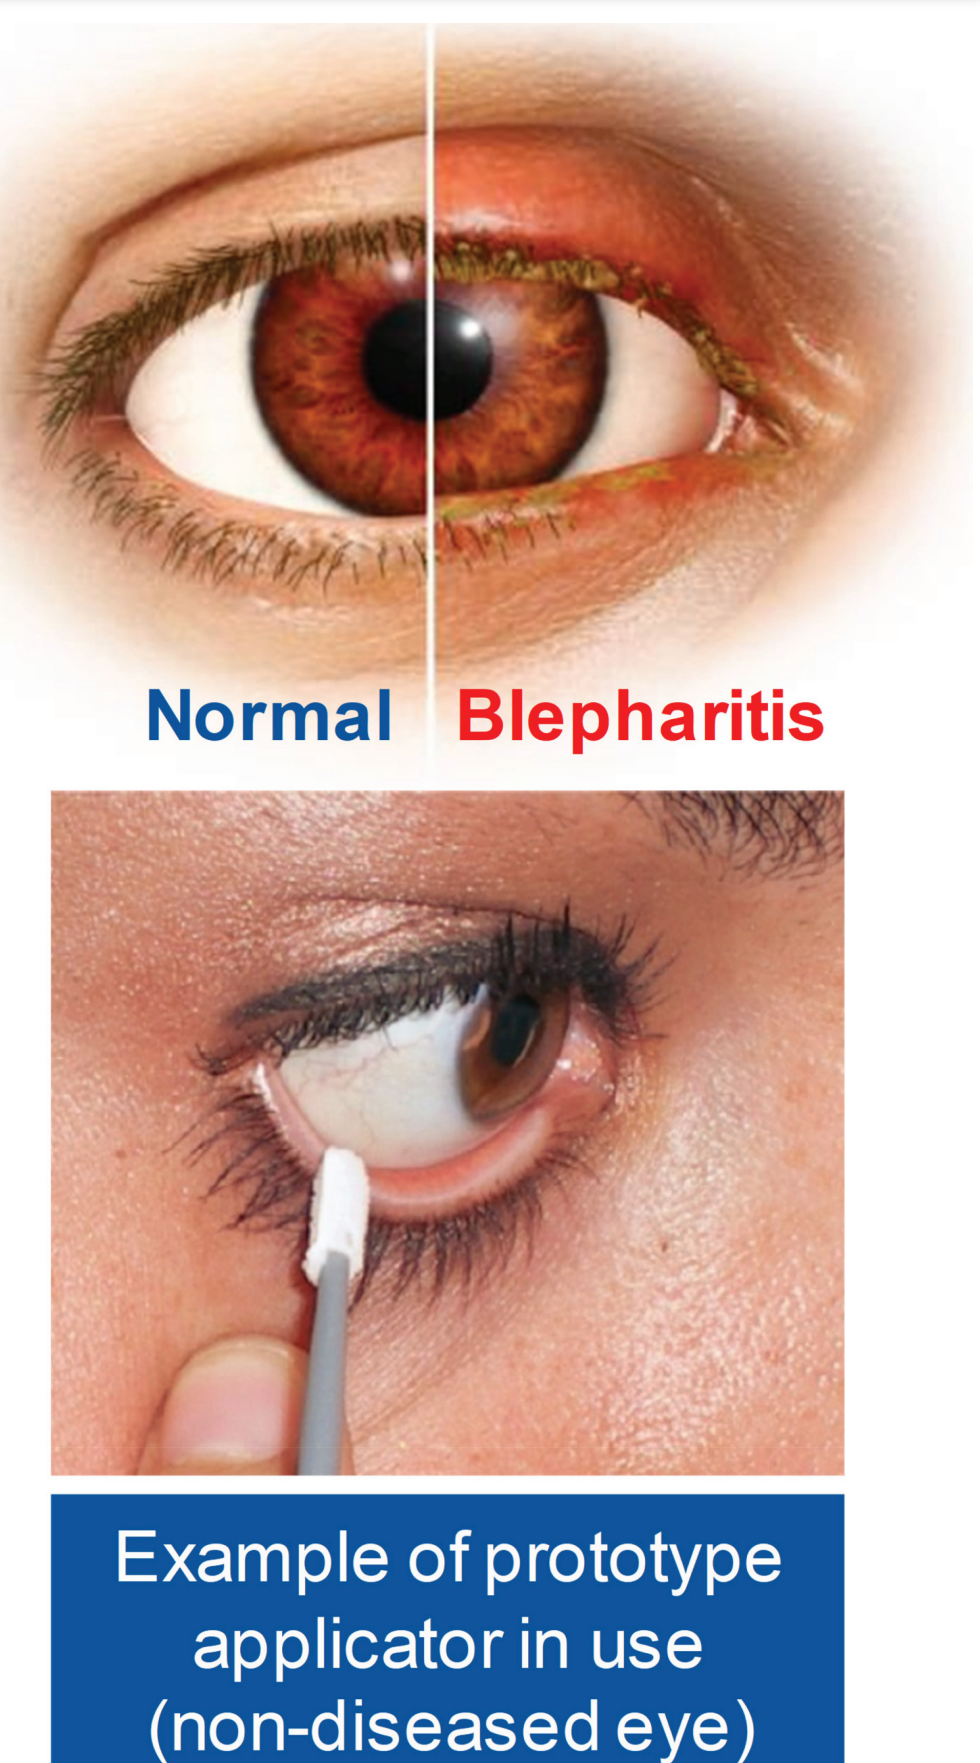 Normal
Blepharitis
Example of prototype
applicator in use
(non-diseased eye)